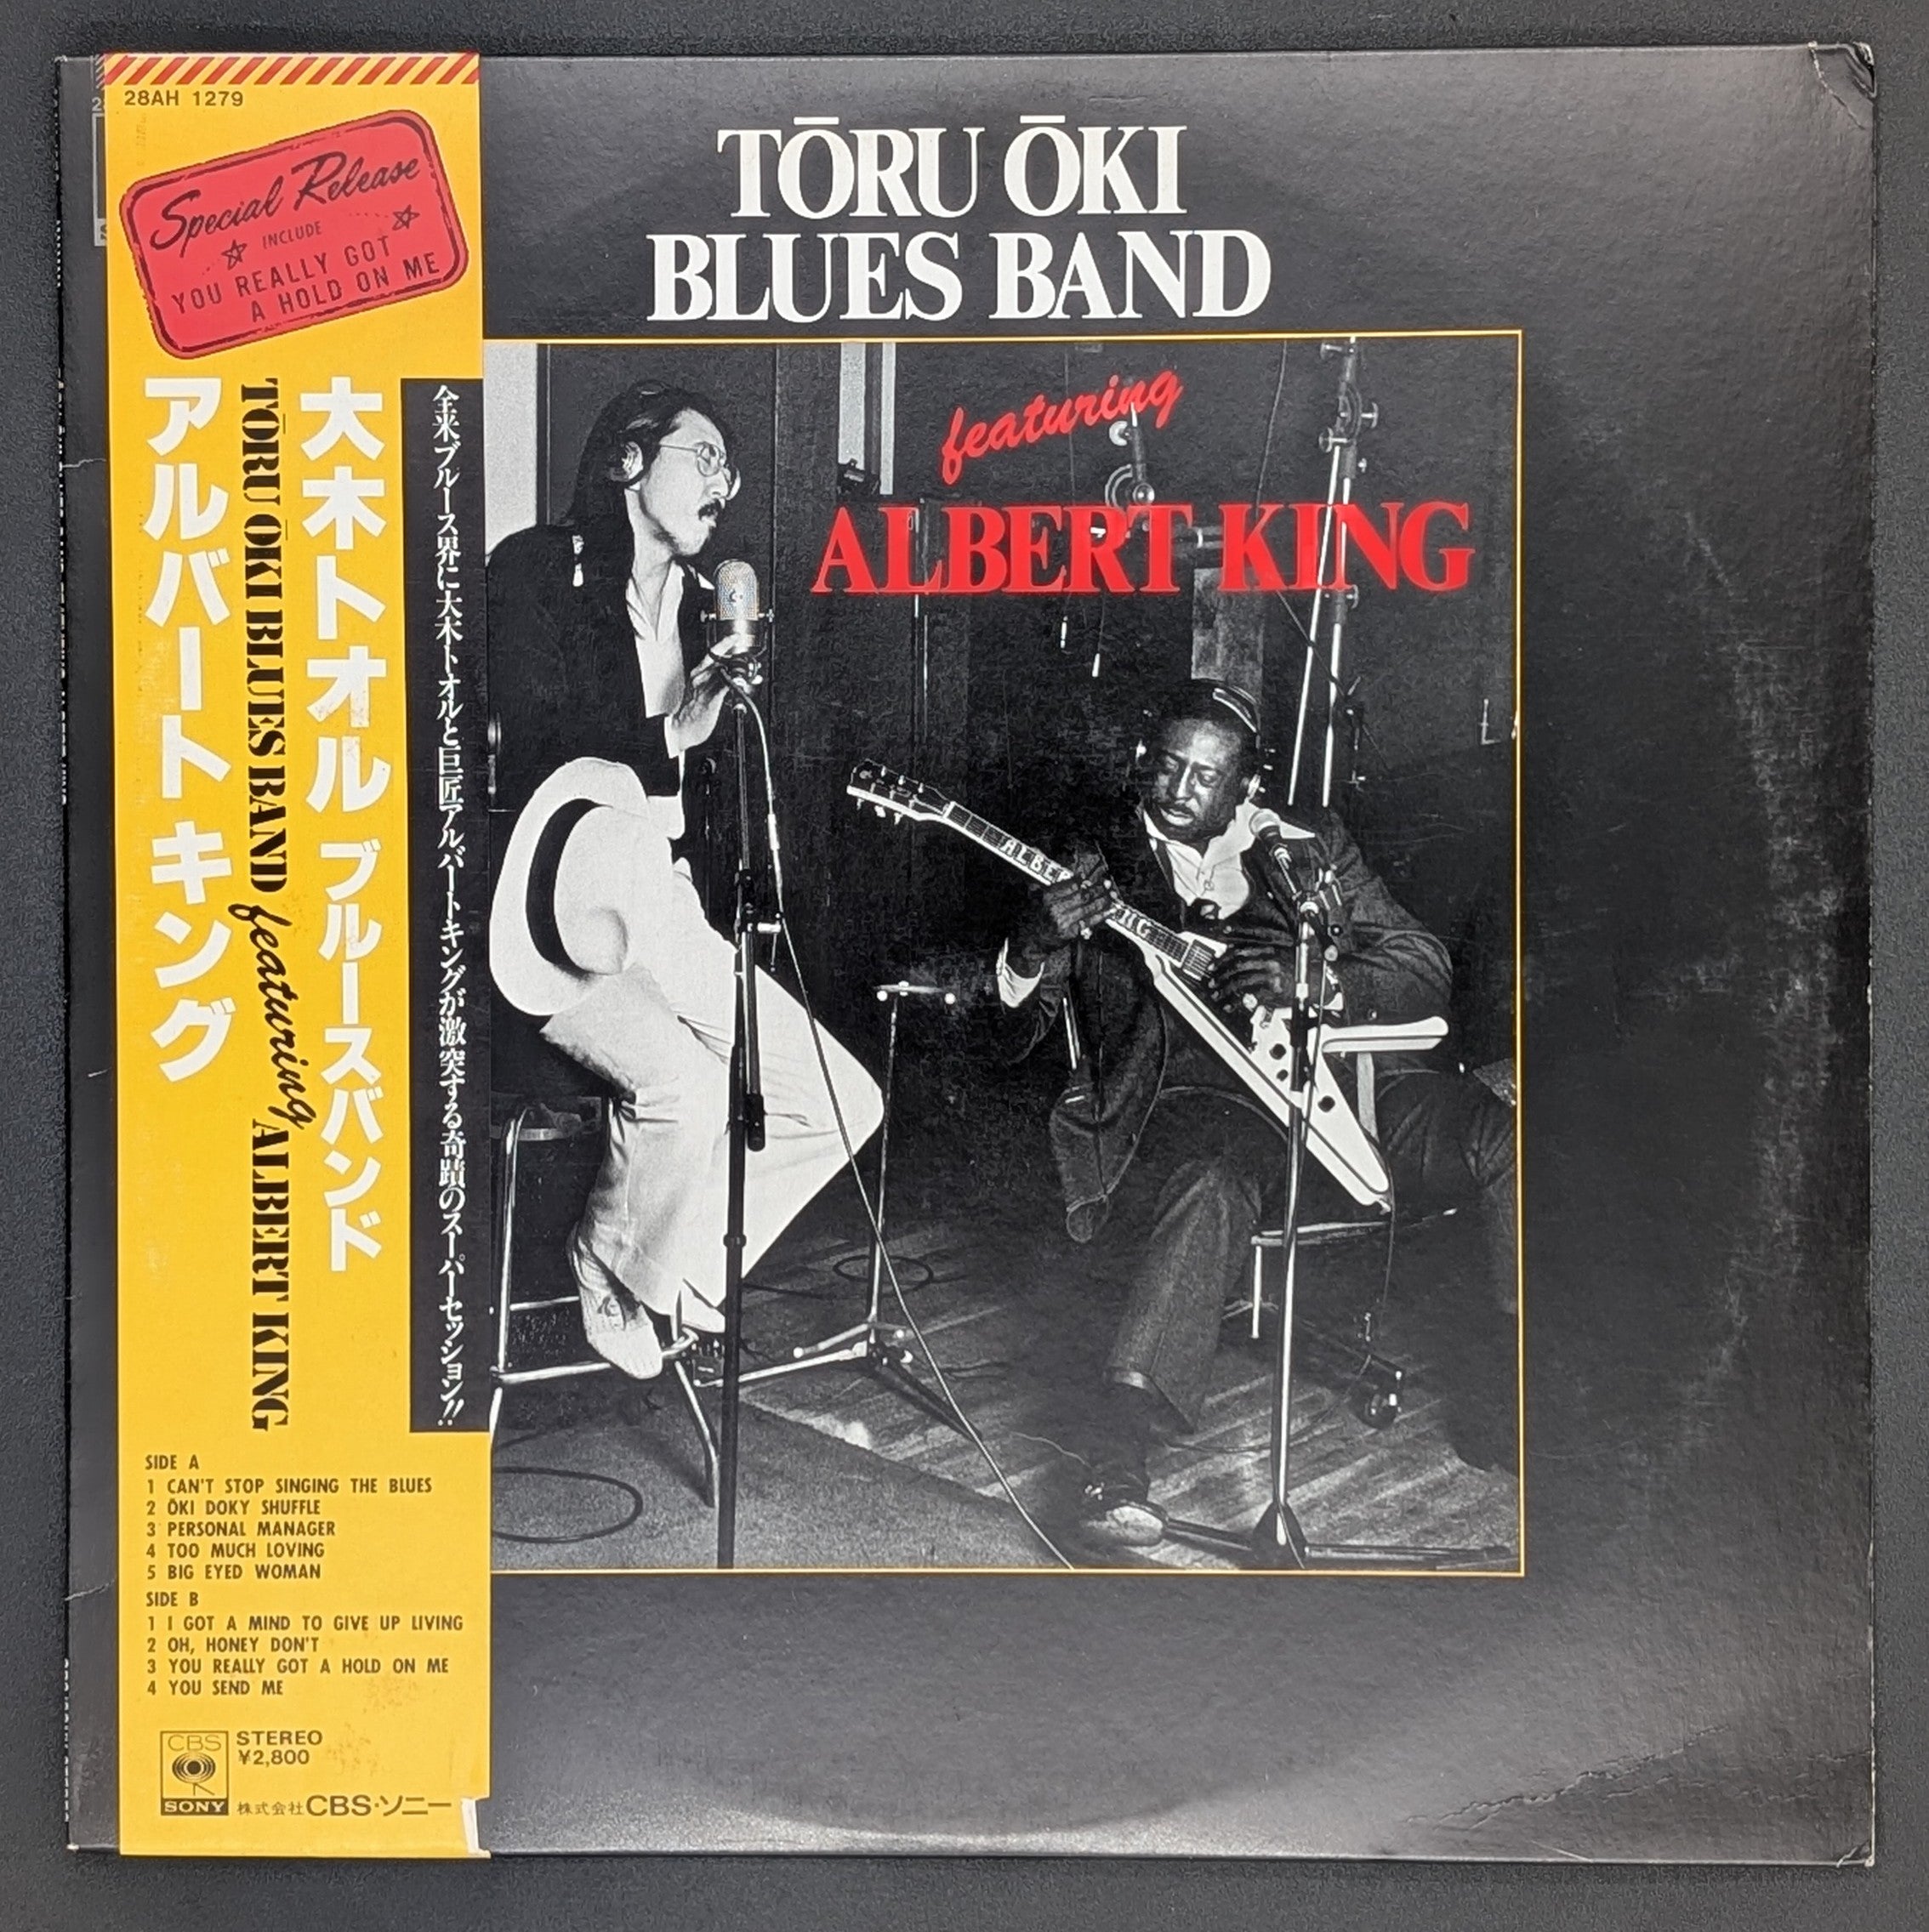 28AH 1279
Special Release
INCLUDE
YOU REALLY GOT
A HOLD ON ME
TŌRU ŌKI
BLUES BAND
featuring
ALBERT KING
全米ブルース界に大木トオルと巨匠アルバートキングが激突する奇蹟のスーパーセッション!!
大木トオル ブルースバンド
TŌRU ŌKI BLUES BAND featuring ALBERT KING
アルバート キング
SIDE A
1 CAN'T STOP SINGING THE BLUES
2 ŌKI DOKY SHUFFLE
3 PERSONAL MANAGER
4 TOO MUCH LOVING
5 BIG EYED WOMAN
SIDE B
1 I GOT A MIND TO GIVE UP LIVING
2 OH, HONEY DON'T
3 YOU REALLY GOT A HOLD ON ME
4 YOU SEND ME
CBS
SONY
STEREO
¥2,800
株式会社CBS・ソニー